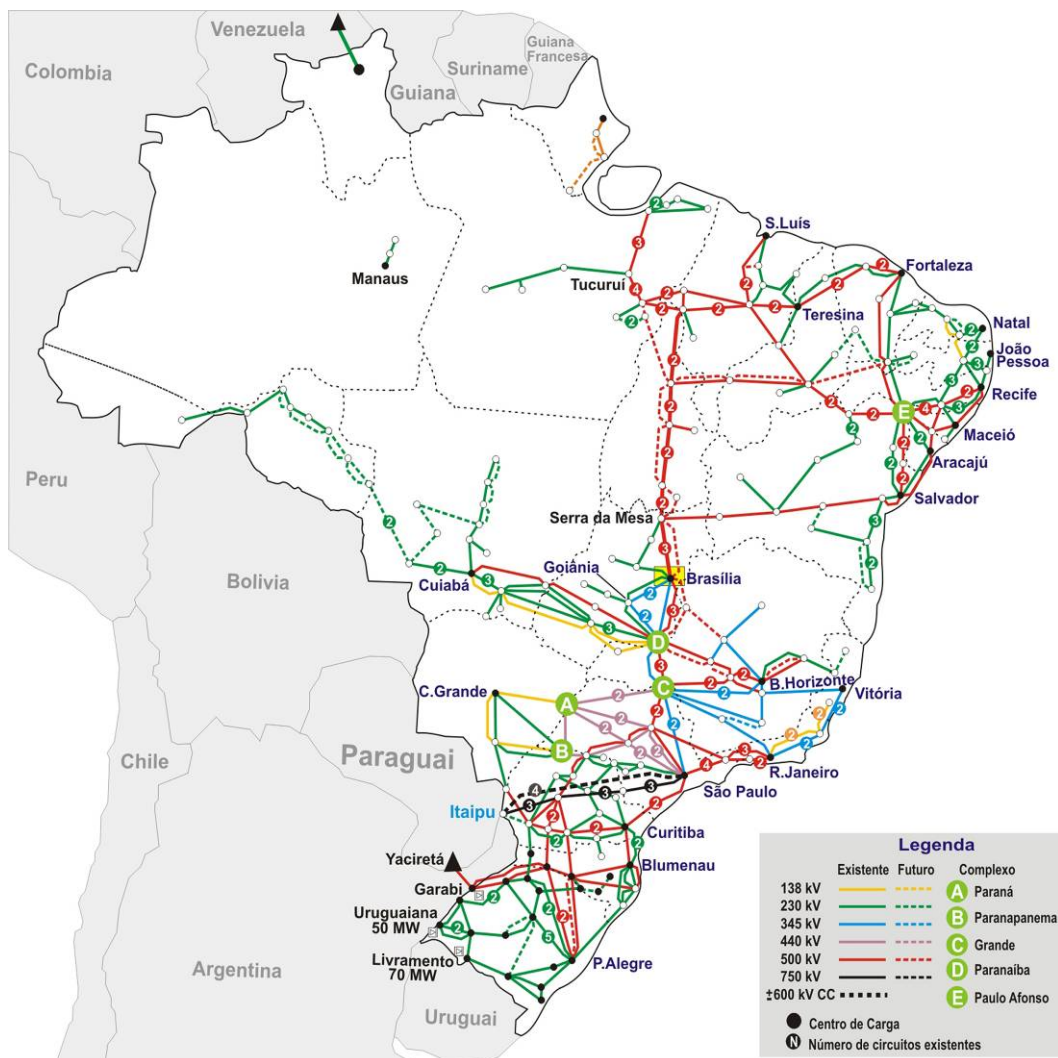 Venezuela
Guiana
Francesa
Suriname
Colombia
Guiana
S.Luís
Manaus
Tucuruí
Fortaleza
Teresina
Natal
João
Pessoa
Recife
Maceió
Aracajú
Salvador
Peru
Serra da Mesa
Bolivia
Cuiabá
Goiânia
Brasília
C.Grande
B.Horizonte
Vitória
Chile
Paraguai
R.Janeiro
São Paulo
Itaipu
Curitiba
Blumenau
Yaciretá
Garabi
Uruguaiana
50 MW
Livramento
70 MW
P.Alegre
Argentina
Uruguai
A
B
C
D
E
Legenda
Existente Futuro Complexo
138 kV A Paraná
230 kV B Paranapanema
345 kV C Grande
440 kV D Paranaíba
500 kV E Paulo Afonso
750 kV
±600 kV CC
Centro de Carga
N Número de circuitos existentes